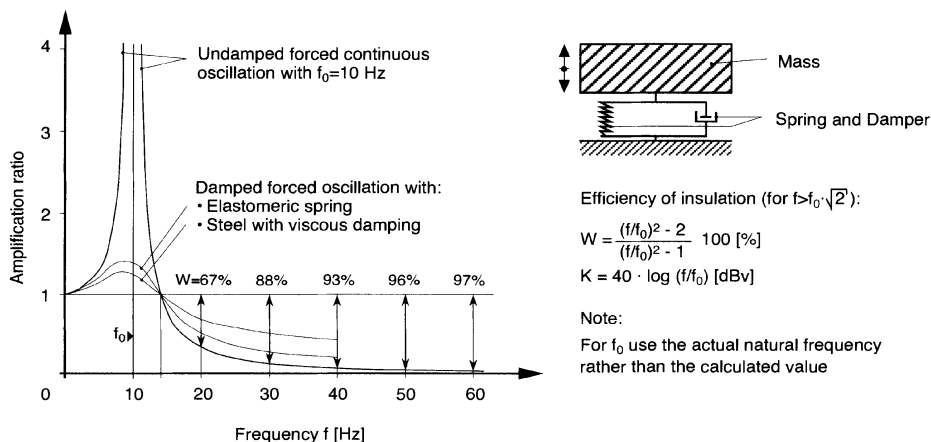 Amplification ratio
4
3
2
1
0
Undamped forced continuous
oscillation with f₀=10 Hz
Damped forced oscillation with:
• Elastomeric spring
• Steel with viscous damping
W=67% 88% 93% 96% 97%
f₀
10 20 30 40 50 60
Frequency f [Hz]
Mass
Spring and Damper
Efficiency of insulation (for f>f₀·√2):
W = (f/f₀)² - 2 / (f/f₀)² - 1 100 [%]
K = 40 · log (f/f₀) [dBv]
Note:
For f₀ use the actual natural frequency
rather than the calculated value